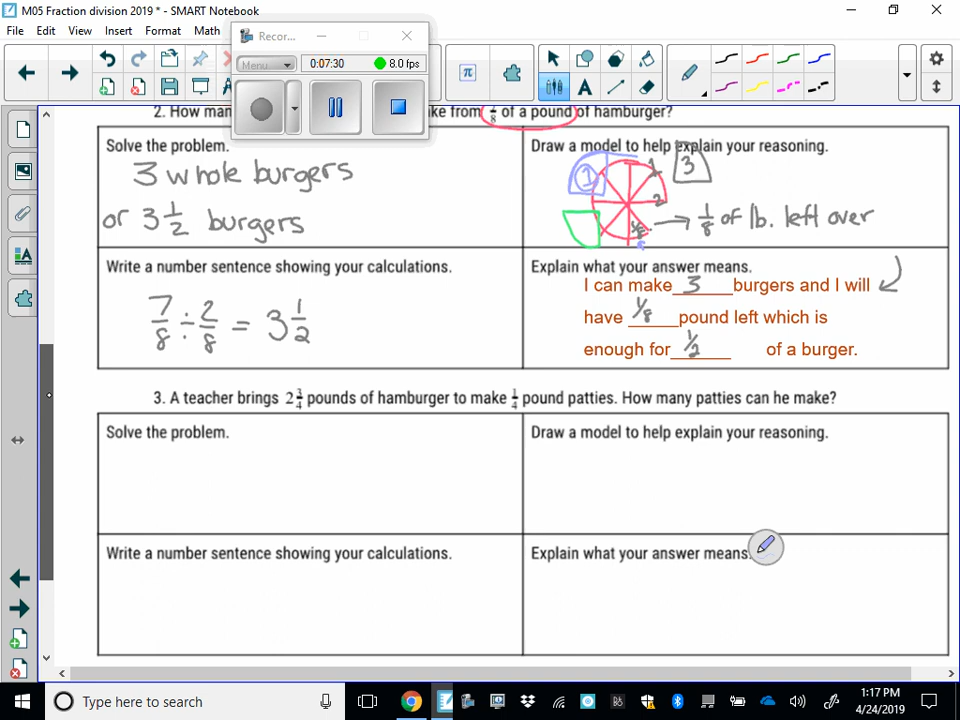 M05 Fraction division 2019 * - SMART Notebook
File Edit View Insert Format Math
Recor...
Menu 0:07:30 8.0 fps
π
A
2. How man ke from 7/8 of a pound of hamburger?
Solve the problem.
3 whole burgers
or 3 1/2 burgers
Draw a model to help explain your reasoning.
1 1 3
2
1/8 → 1/8 of lb. left over
Write a number sentence showing your calculations.
7/8 ÷ 2/8 = 3 1/2
Explain what your answer means.
I can make 3 burgers and I will
have 1/8 pound left which is
enough for 1/2 of a burger.
3. A teacher brings 2 3/4 pounds of hamburger to make 1/4 pound patties. How many patties can he make?
Solve the problem.
Draw a model to help explain your reasoning.
Write a number sentence showing your calculations.
Explain what your answer means.
Type here to search
1:17 PM
4/24/2019